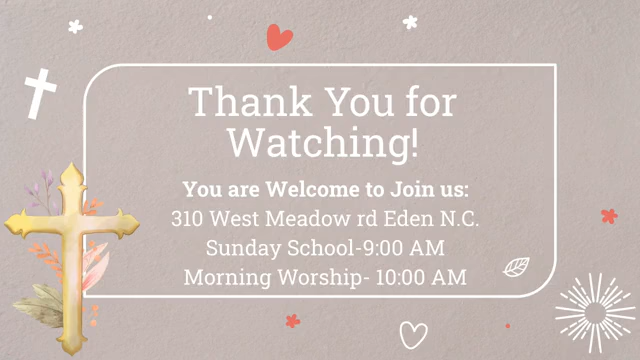 Thank You for
Watching!
You are Welcome to Join us:
310 West Meadow rd Eden N.C.
Sunday School-9:00 AM
Morning Worship- 10:00 AM